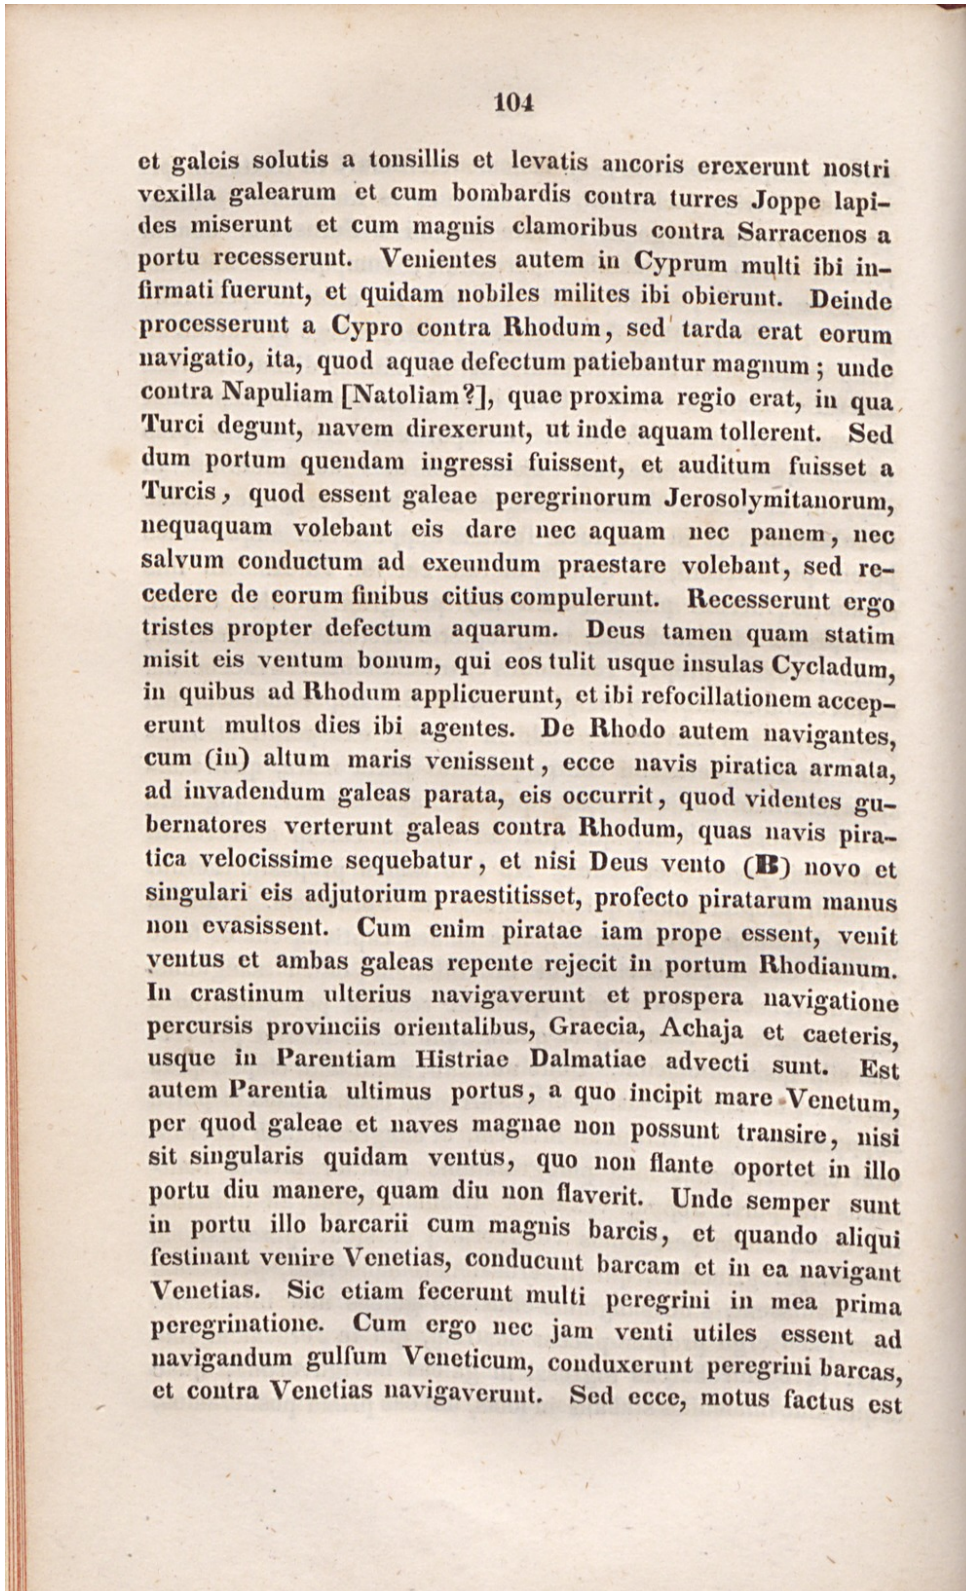 104
et galeis solutis a tonsillis et levatis ancoris erexerunt nostri
vexilla galearum et cum bombardis contra turres Joppe lapi-
des miserunt et cum magnis clamoribus contra Sarracenos a
portu recesserunt. Venientes autem in Cyprum multi ibi in-
firmati fuerunt, et quidam nobiles milites ibi obierunt. Deinde
processerunt a Cypro contra Rhodum, sed tarda erat eorum
navigatio, ita, quod aquae defectum patiebantur magnum; unde
contra Napuliam [Natoliam?], quae proxima regio erat, in qua
Turci degunt, navem direxerunt, ut inde aquam tollerent. Sed
dum portum quendam ingressi fuissent, et auditum fuisset a
Turcis, quod essent galeae peregrinorum Jerosolymitanorum,
nequaquam volebant eis dare nec aquam nec panem, nec
salvum conductum ad exeundum praestare volebant, sed re-
cedere de eorum finibus citius compulerunt. Recesserunt ergo
tristes propter defectum aquarum. Deus tamen quam statim
misit eis ventum bonum, qui eos tulit usque insulas Cycladum,
in quibus ad Rhodum applicuerunt, et ibi refocillationem accep-
erunt multos dies ibi agentes. De Rhodo autem navigantes,
cum (in) altum maris venissent, ecce navis piratica armata,
ad invadendum galeas parata, eis occurrit, quod videntes gu-
bernatores verterunt galeas contra Rhodum, quas navis pira-
tica velocissime sequebatur, et nisi Deus vento (B) novo et
singulari eis adjutorium praestitisset, profecto piratarum manus
non evasissent. Cum enim piratae iam prope essent, venit
ventus et ambas galeas repente rejecit in portum Rhodianum.
In crastinum ulterius navigaverunt et prospera navigatione
percursis provinciis orientalibus, Graecia, Achaja et caeteris,
usque in Parentiam Histriae Dalmatiae advecti sunt. Est
autem Parentia ultimus portus, a quo incipit mare Venetum,
per quod galeae et naves magnae non possunt transire, nisi
sit singularis quidam ventus, quo non flante oportet in illo
portu diu manere, quam diu non flaverit. Unde semper sunt
in portu illo barcarii cum magnis barcis, et quando aliqui
festinant venire Venetias, conducunt barcam et in ea navigant
Venetias. Sic etiam fecerunt multi peregrini in mea prima
peregrinatione. Cum ergo nec jam venti utiles essent ad
navigandum gulfum Veneticum, conduxerunt peregrini barcas,
et contra Venetias navigaverunt. Sed ecce, motus factus est